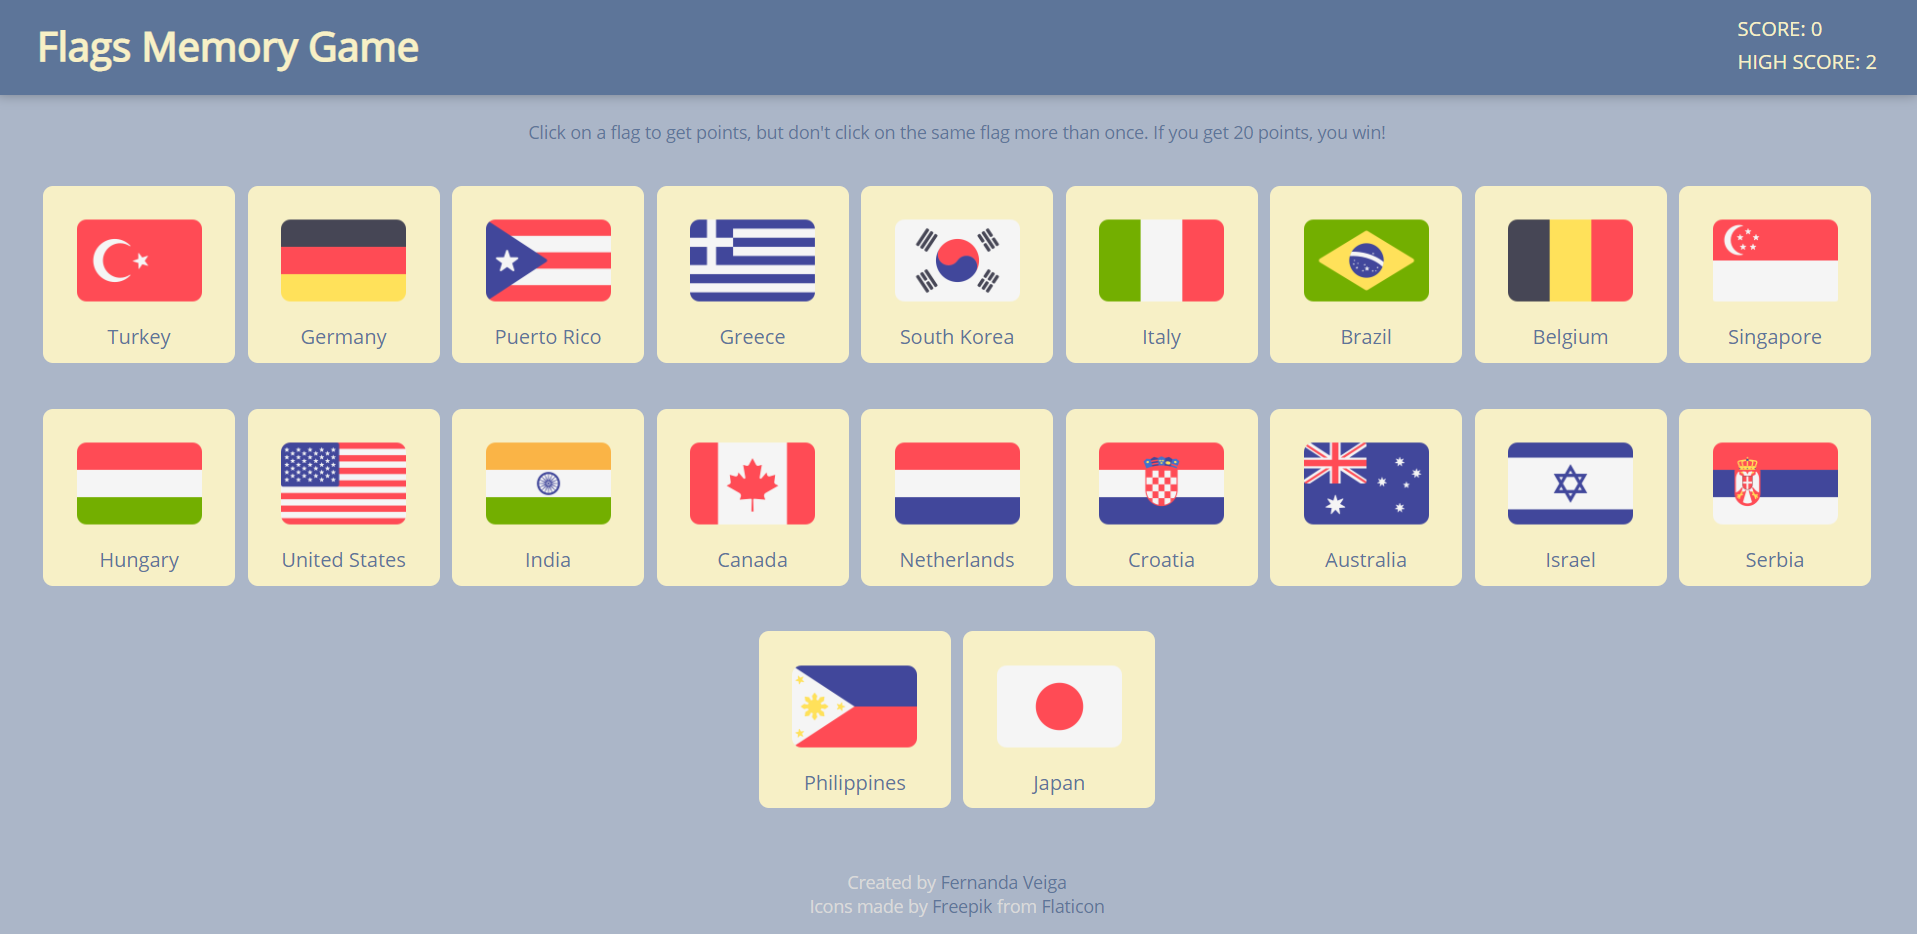 Flags Memory Game
SCORE: 0
HIGH SCORE: 2
Click on a flag to get points, but don't click on the same flag more than once. If you get 20 points, you win!
Turkey
Germany
Puerto Rico
Greece
South Korea
Italy
Brazil
Belgium
Singapore
Hungary
United States
India
Canada
Netherlands
Croatia
Australia
Israel
Serbia
Philippines
Japan
Created by Fernanda Veiga
Icons made by Freepik from Flaticon